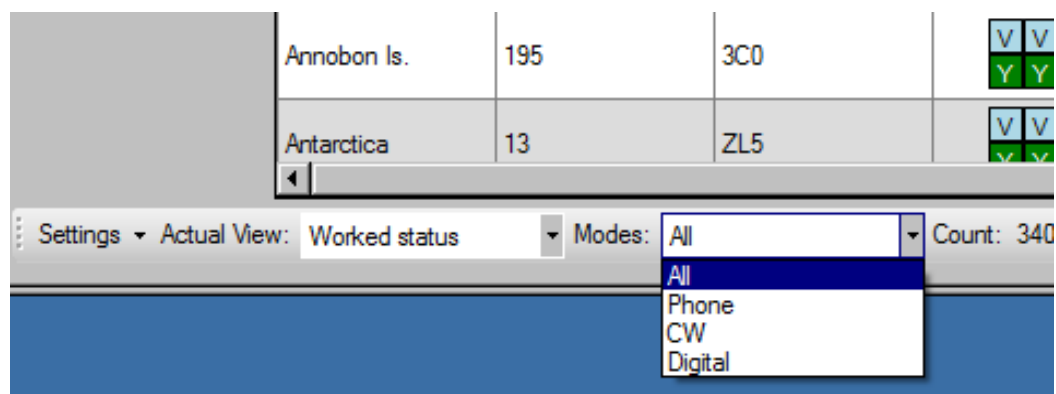 Annobon Is. 195 3C0 V V
Y Y
Antarctica 13 ZL5 V V
Y Y
Settings Actual View: Worked status Modes: All Count: 340
All
Phone
CW
Digital